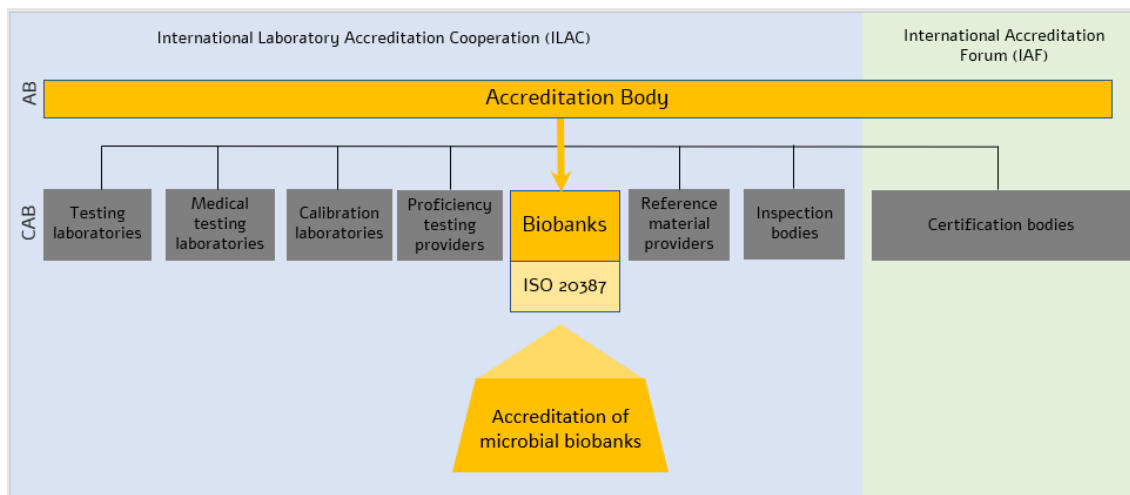 International Laboratory Accreditation Cooperation (ILAC)
International Accreditation
Forum (IAF)
AB
Accreditation Body
CAB
Testing
laboratories
Medical
testing
laboratories
Calibration
laboratories
Proficiency
testing
providers
Biobanks
ISO 20387
Reference
material
providers
Inspection
bodies
Certification bodies
Accreditation of
microbial biobanks